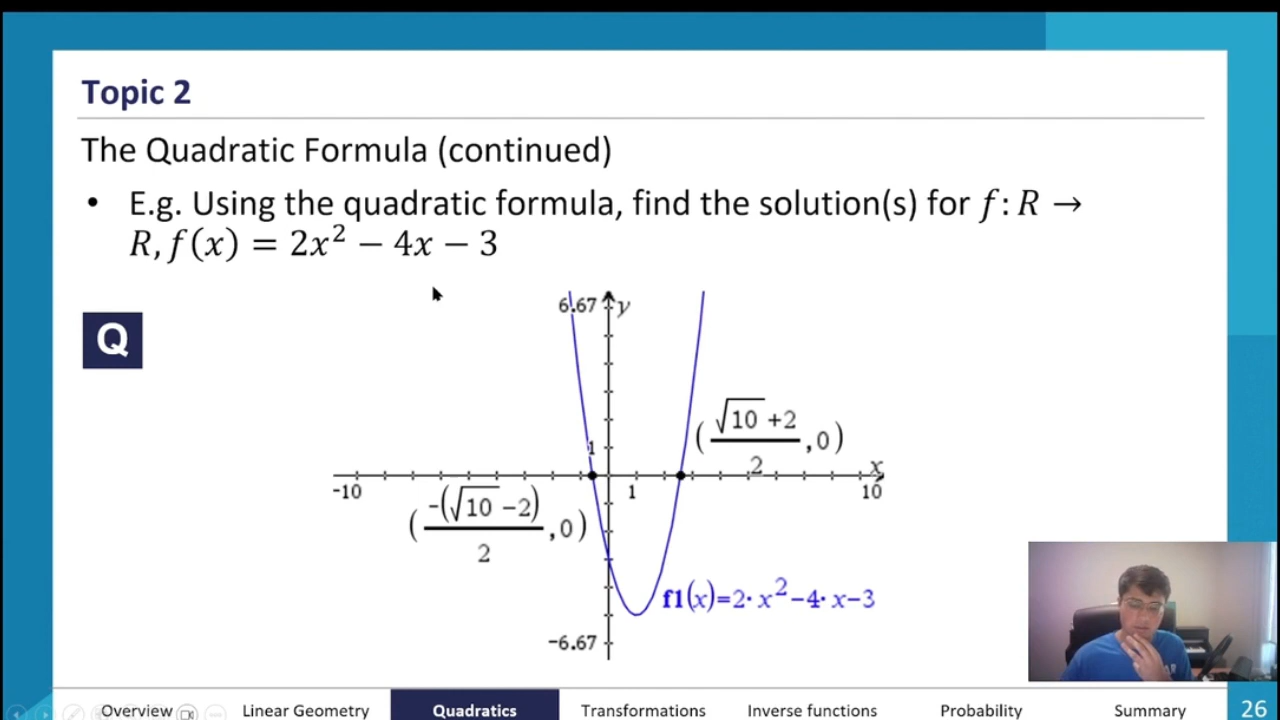 Topic 2
The Quadratic Formula (continued)
• E.g. Using the quadratic formula, find the solution(s) for 𝑓: 𝑅 →
𝑅, 𝑓(𝑥) = 2𝑥² − 4𝑥 − 3
Q
6.67 y
(√10 +2)/2 ,0)
1
x
-10 1 10
(-(√10 -2)/2 ,0)
f1(x)=2·x²-4·x-3
-6.67
Overview Linear Geometry Quadratics Transformations Inverse functions Probability Summary 26